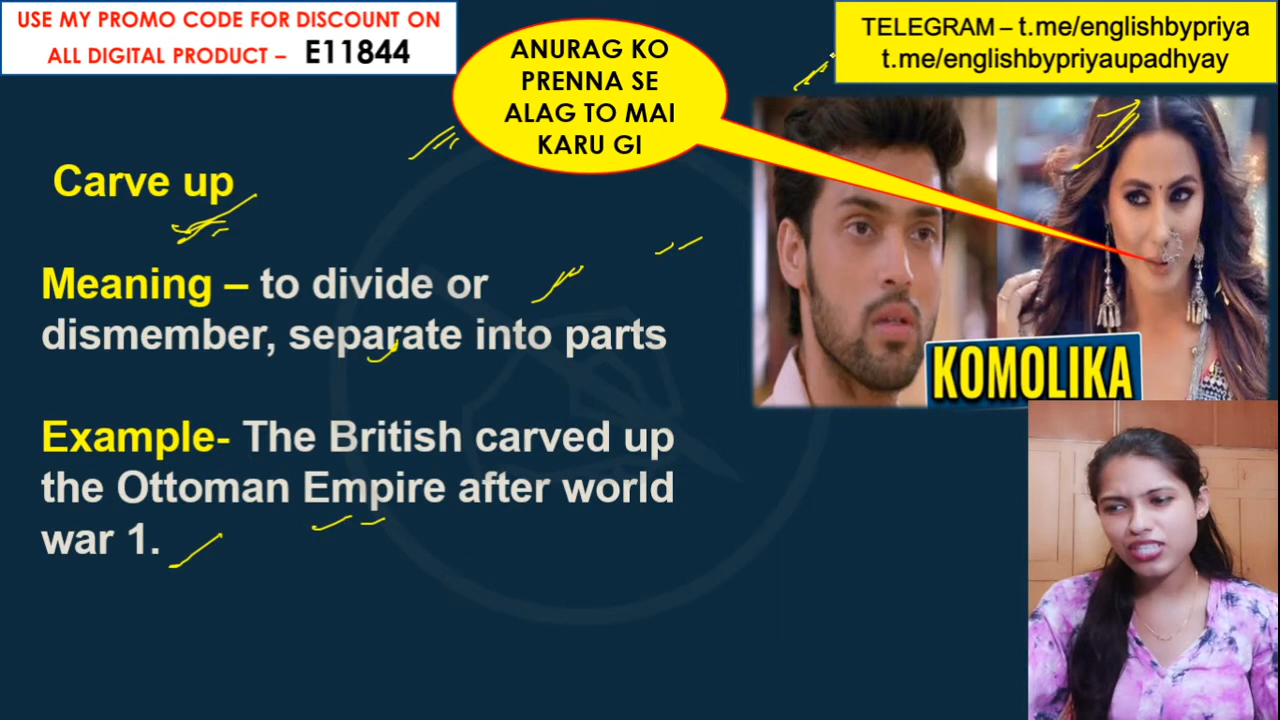 USE MY PROMO CODE FOR DISCOUNT ON
ALL DIGITAL PRODUCT – E11844
ANURAG KO
PRENNA SE
ALAG TO MAI
KARU GI
TELEGRAM – t.me/englishbypriya
t.me/englishbypriyaupadhyay
Carve up
Meaning – to divide or
dismember, separate into parts
Example- The British carved up
the Ottoman Empire after world
war 1.
KOMOLIKA